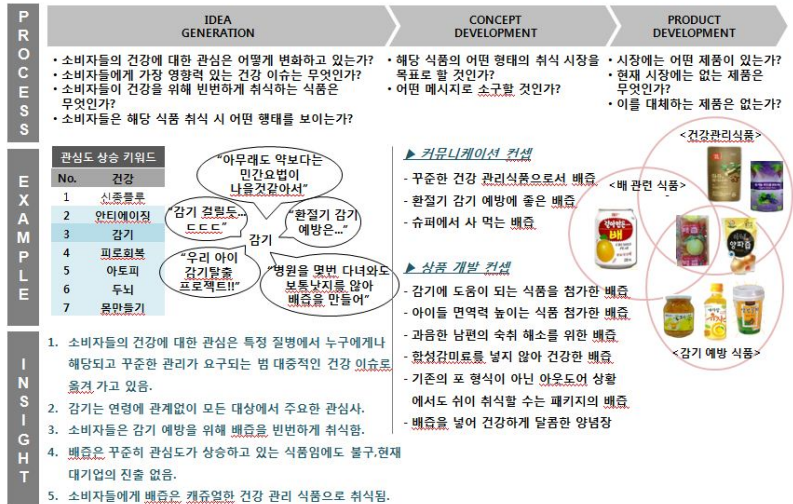 PROCESS
IDEA
GENERATION
CONCEPT
DEVELOPMENT
PRODUCT
DEVELOPMENT
• 소비자들의 건강에 대한 관심은 어떻게 변화하고 있는가?
• 소비자들에게 가장 영향력 있는 건강 이슈는 무엇인가?
• 소비자들이 건강을 위해 빈번하게 취식하는 식품은
무엇인가?
• 소비자들은 해당 식품 취식 시 어떤 행태를 보이는가?
• 해당 식품의 어떤 형태의 취식 시장을
목표로 할 것인가?
• 어떤 메시지로 소구할 것인가?
• 시장에는 어떤 제품이 있는가?
• 현재 시장에는 없는 제품은
무엇인가?
• 이를 대체하는 제품은 없는가?
EXAMPLE
관심도 상승 키워드
No. 건강
1 신종플루
2 안티에이징
3 감기
4 피로회복
5 아토피
6 두뇌
7 몸만들기
“아무래도 약보다는
민간요법이
나을것같아서”
“감기 걸릴듯...
ㄷㄷㄷㄷ”
감기
“환절기 감기
예방은...”
“우리 아이
감기탈출
프로젝트!!”
“병원을 몇번 다녀와도
보통낫지를 않아
배즙을 만들어”
▶ 커뮤니케이션 컨셉
- 꾸준한 건강 관리식품으로서 배즙
- 환절기 감기 예방에 좋은 배즙
- 슈퍼에서 사 먹는 배즙
▶ 상품 개발 컨셉
- 감기에 도움이 되는 식품을 첨가한 배즙
- 아이들 면역력 높이는 식품 첨가한 배즙
- 과음한 남편의 숙취 해소를 위한 배즙
- 합성감미료를 넣지 않아 건강한 배즙
- 기존의 포 형식이 아닌 아웃도어 상황
에서도 쉬이 취식할 수는 패키지의 배즙
- 배즙을 넣어 건강하게 달콤한 양념장
<건강관리식품>
<배 관련 식품>
배
양파즙
<감기 예방 식품>
INSIGHT
1. 소비자들의 건강에 대한 관심은 특정 질병에서 누구에게나
해당되고 꾸준한 관리가 요구되는 범 대중적인 건강 이슈로
옮겨 가고 있음.
2. 감기는 연령에 관계없이 모든 대상에서 주요한 관심사.
3. 소비자들은 감기 예방을 위해 배즙을 빈번하게 취식함.
4. 배즙은 꾸준히 관심도가 상승하고 있는 식품임에도 불구,현재
대기업의 진출 없음.
5. 소비자들에게 배즙은 캐쥬얼한 건강 관리 식품으로 취식됨.